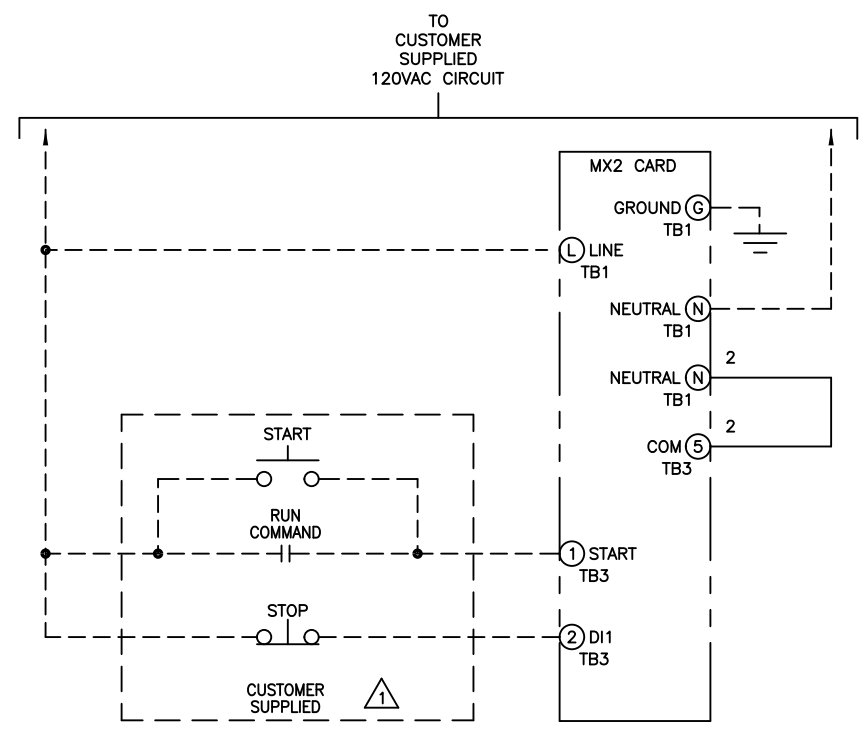 TO
CUSTOMER
SUPPLIED
120VAC CIRCUIT
MX2 CARD
GROUND G
TB1
L LINE
TB1
NEUTRAL N
TB1
2
NEUTRAL N
TB1
2
COM 5
TB3
START
RUN
COMMAND
1 START
TB3
STOP
2 DI1
TB3
CUSTOMER
SUPPLIED
1